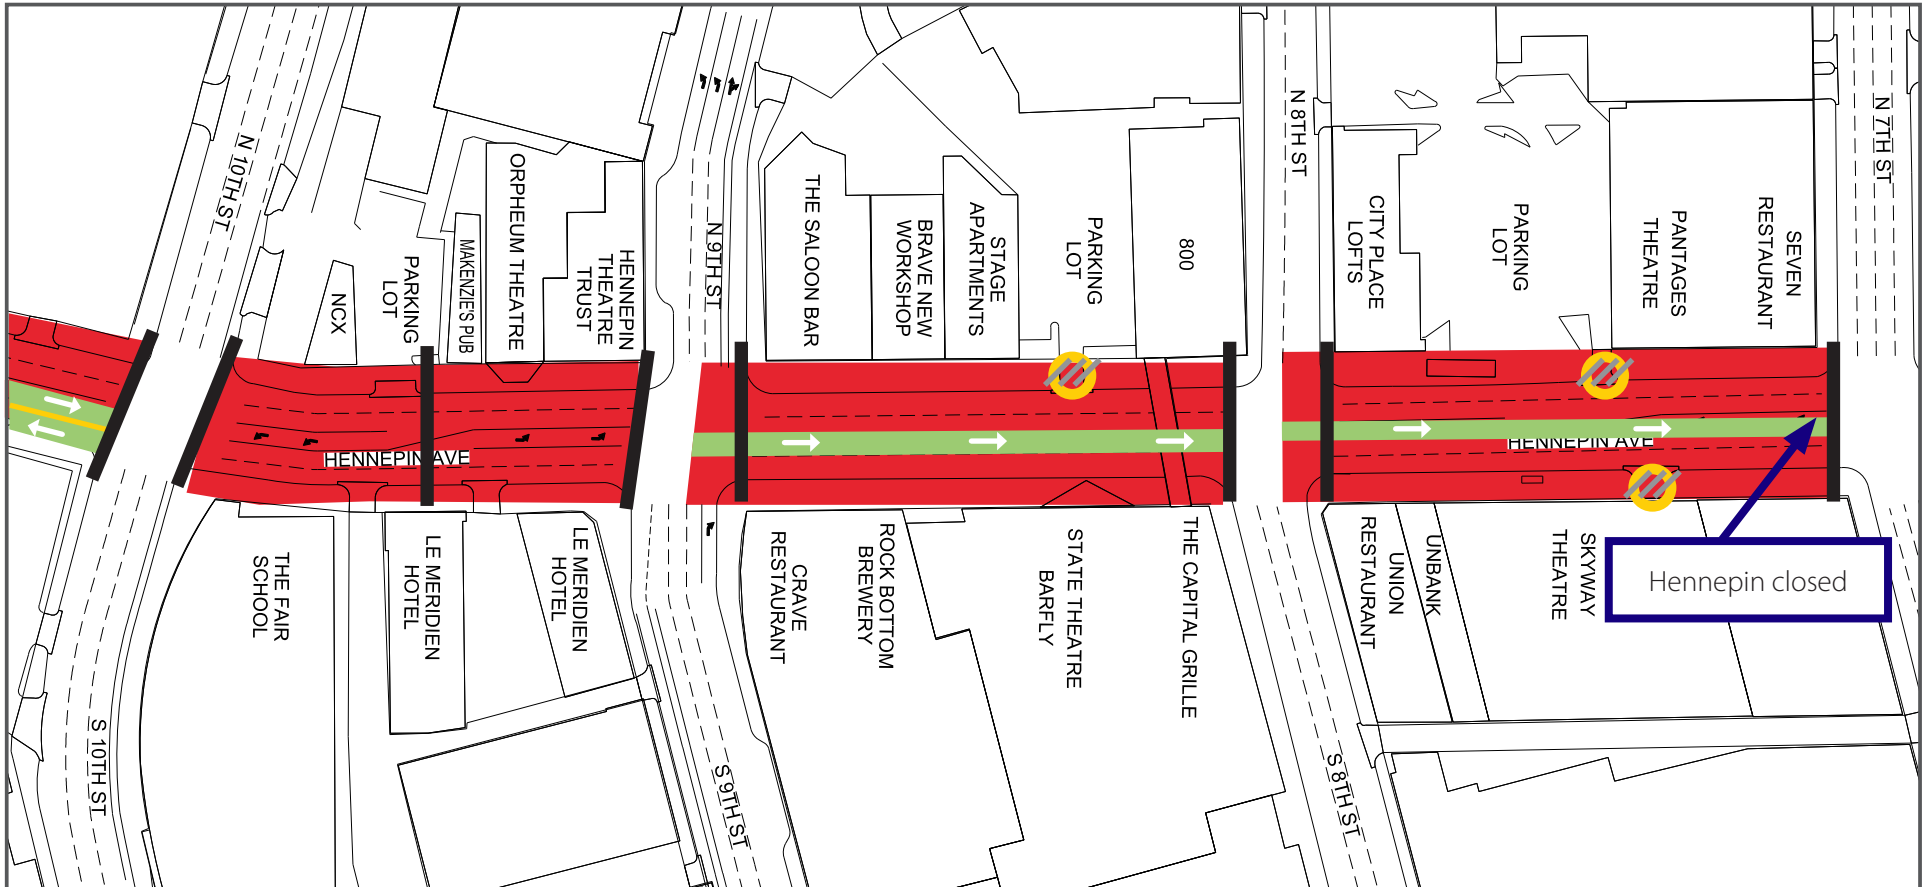 N 10TH ST
NCX
PARKING
LOT
MAKENZIE'S PUB
ORPHEUM THEATRE
HENNEPIN
THEATRE
TRUST
N 9TH ST
THE SALOON BAR
BRAVE NEW
WORKSHOP
STAGE
APARTMENTS
PARKING
LOT
800
N 8TH ST
CITY PLACE
LOFTS
PARKING
LOT
PANTAGES
THEATRE
SEVEN
RESTAURANT
N 7TH ST
HENNEPIN AVE
HENNEPIN AVE
S 10TH ST
THE FAIR
SCHOOL
LE MERIDIEN
HOTEL
LE MERIDIEN
HOTEL
S 9TH ST
CRAVE
RESTAURANT
ROCK BOTTOM
BREWERY
STATE THEATRE
BARFLY
THE CAPITAL GRILLE
S 8TH ST
UNION
RESTAURANT
UNBANK
SKYWAY
THEATRE
Hennepin closed